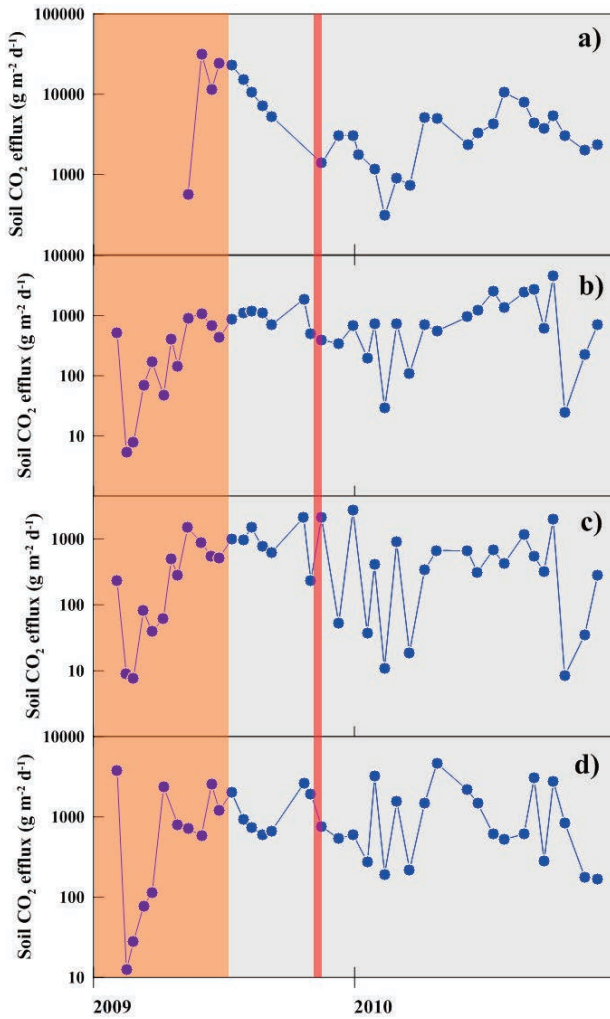 100000
a)
10000
1000
Soil CO₂ efflux (g m⁻² d⁻¹)
10000
b)
1000
100
10
Soil CO₂ efflux (g m⁻² d⁻¹)
c)
1000
100
10
Soil CO₂ efflux (g m⁻² d⁻¹)
10000
d)
1000
100
10
Soil CO₂ efflux (g m⁻² d⁻¹)
2009 2010